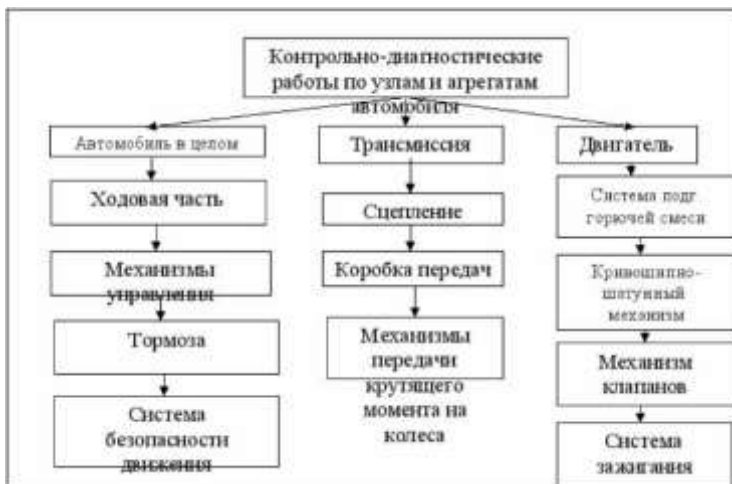 Контрольно-диагностические
работы по узлам и агрегатам
автомобиля
Автомобиль в целом
Ходовая часть
Механизмы
управления
Тормоза
Система
безопасности
движения
Трансмиссия
Сцепление
Коробка передач
Механизмы
передачи
крутящего
момента на
колеса
Двигатель
Система подг
горючей смеси
Кривошипно-
шатунный
механизм
Механизм
клапанов
Система
зажигания